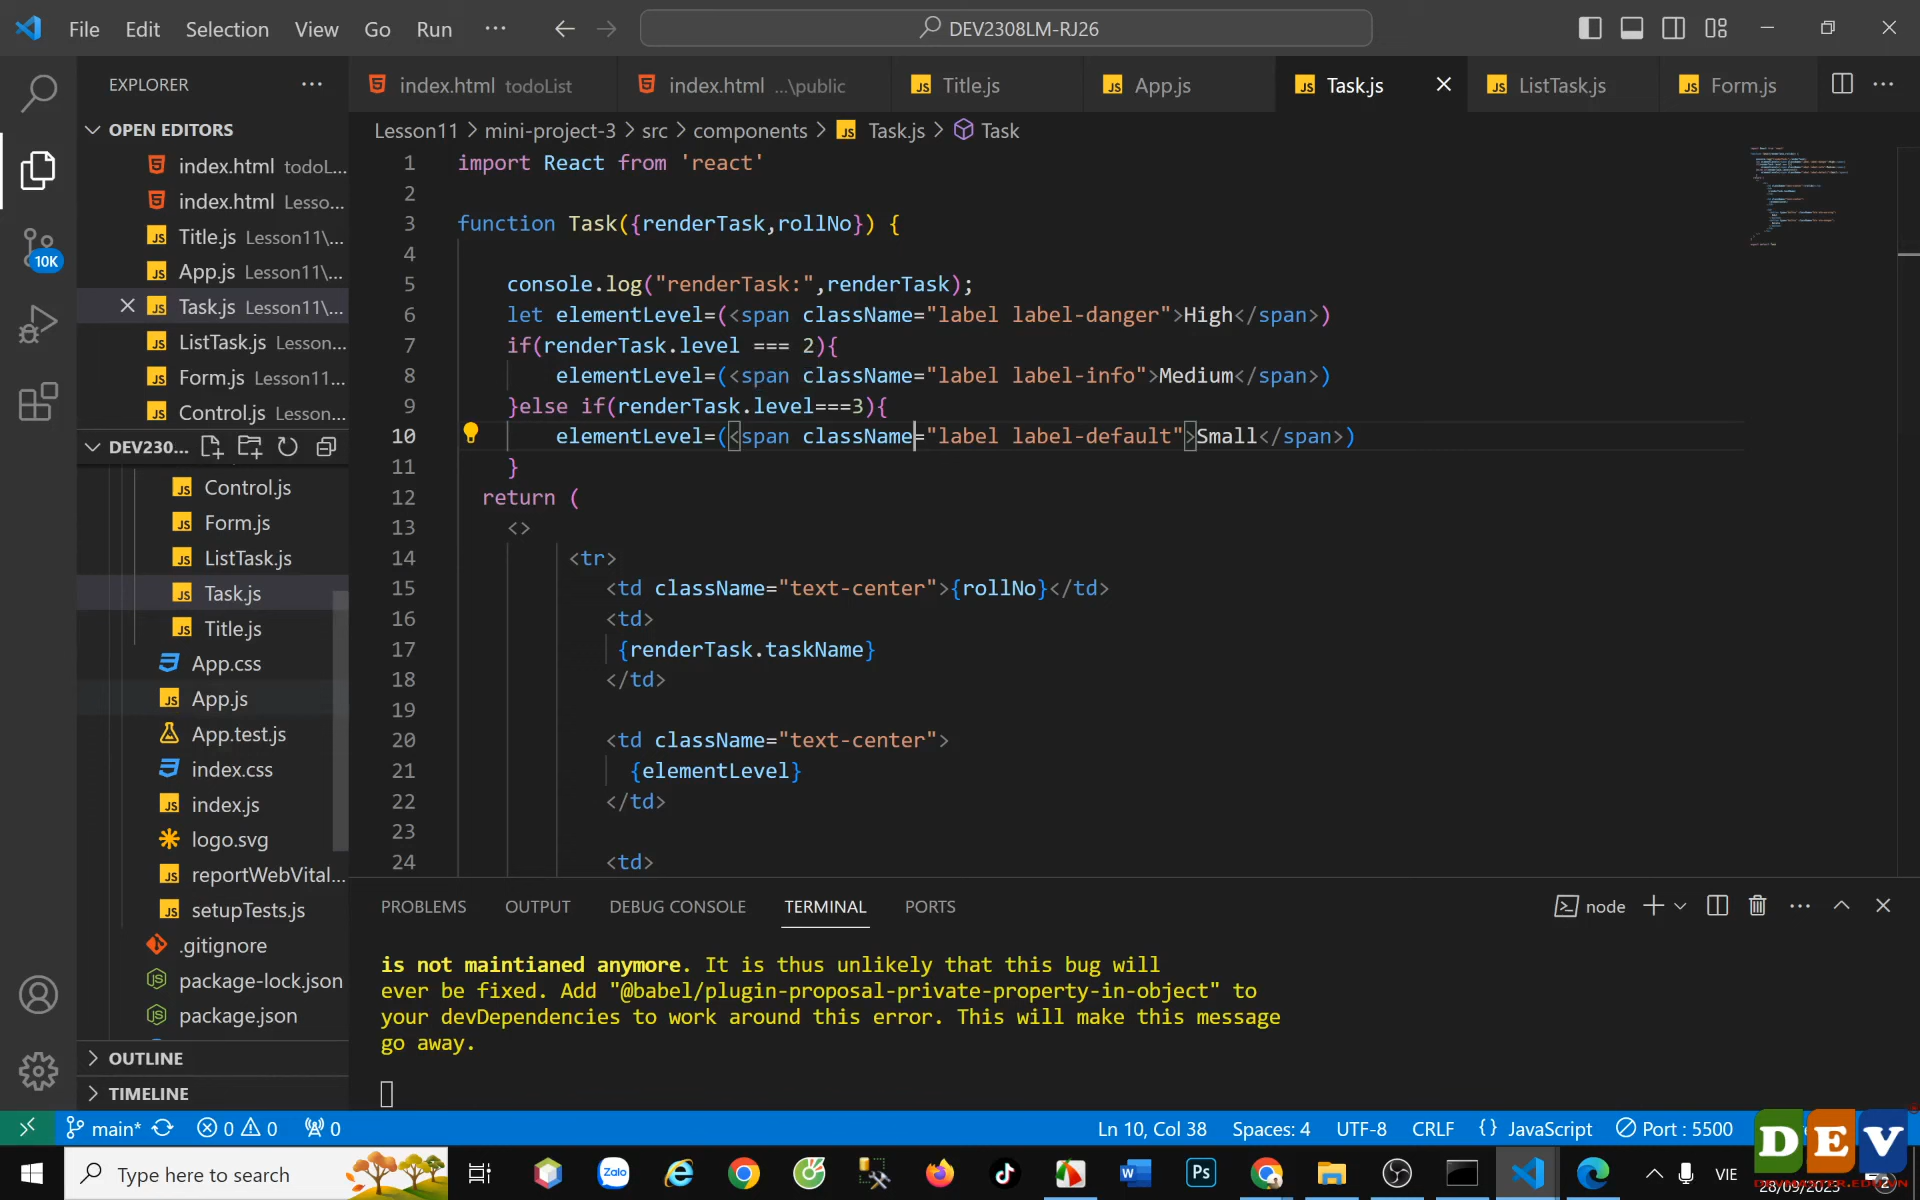 File Edit Selection View Go Run ··· DEV2308LM-RJ26
EXPLORER ···
index.html todoList
index.html ...\public
Title.js
App.js
Task.js
ListTask.js
Form.js
Lesson11 > mini-project-3 > src > components > Task.js > Task
OPEN EDITORS
index.html todoL...
index.html Lesso...
Title.js Lesson11\...
App.js Lesson11\...
Task.js Lesson11\...
ListTask.js Lesson...
Form.js Lesson11...
Control.js Lesson...
DEV230...
Control.js
Form.js
ListTask.js
Task.js
Title.js
App.css
App.js
App.test.js
index.css
index.js
logo.svg
reportWebVital...
setupTests.js
.gitignore
package-lock.json
package.json
OUTLINE
TIMELINE
10K
1 import React from 'react'
2
3 function Task({renderTask,rollNo}) {
4
5 console.log("renderTask:",renderTask);
6 let elementLevel=(<span className="label label-danger">High</span>)
7 if(renderTask.level === 2){
8 elementLevel=(<span className="label label-info">Medium</span>)
9 }else if(renderTask.level===3){
10 elementLevel=(<span className="label label-default">Small</span>)
11 }
12 return (
13 <>
14 <tr>
15 <td className="text-center">{rollNo}</td>
16 <td>
17 {renderTask.taskName}
18 </td>
19
20 <td className="text-center">
21 {elementLevel}
22 </td>
23
24 <td>
PROBLEMS OUTPUT DEBUG CONSOLE TERMINAL PORTS node
is not maintianed anymore. It is thus unlikely that this bug will
ever be fixed. Add "@babel/plugin-proposal-private-property-in-object" to
your devDependencies to work around this error. This will make this message
go away.
main* 0 0 0 Ln 10, Col 38 Spaces: 4 UTF-8 CRLF {} JavaScript Port : 5500
Type here to search
Zalo
Ps
VIE
28/09/2023
2
DEV